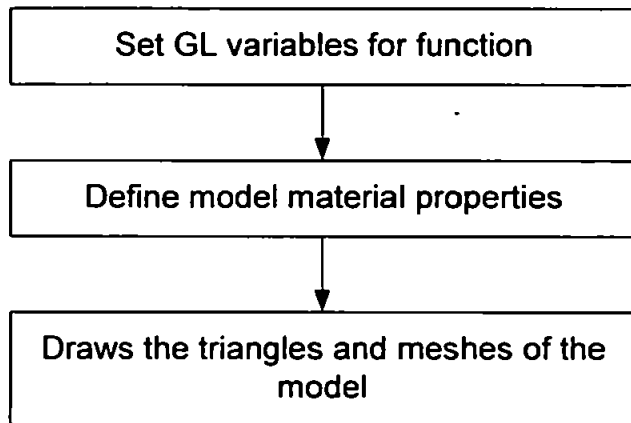 Set GL variables for function
Define model material properties
Draws the triangles and meshes of the
model